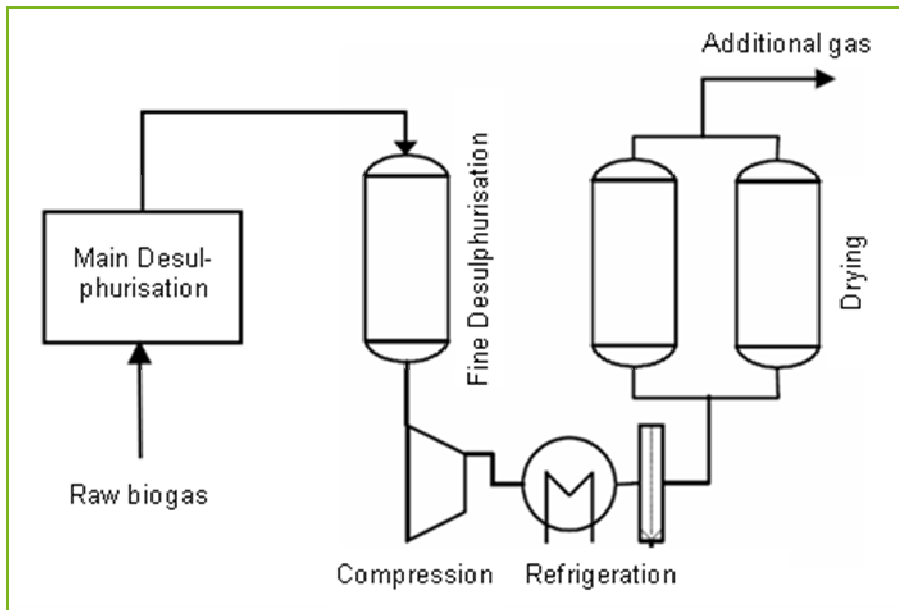 Additional gas
Main Desul-
phurisation
Fine Desulphurisation
Drying
Raw biogas
Compression
Refrigeration